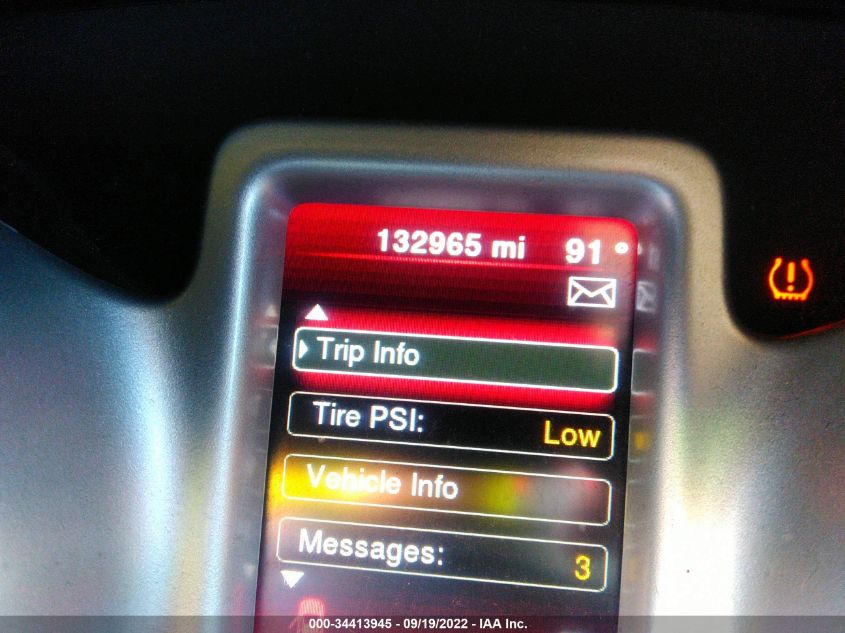 132965 mi 91°
Trip Info
Tire PSI: Low
Vehicle Info
Messages: 3
000-34413945 - 09/19/2022 - IAA Inc.